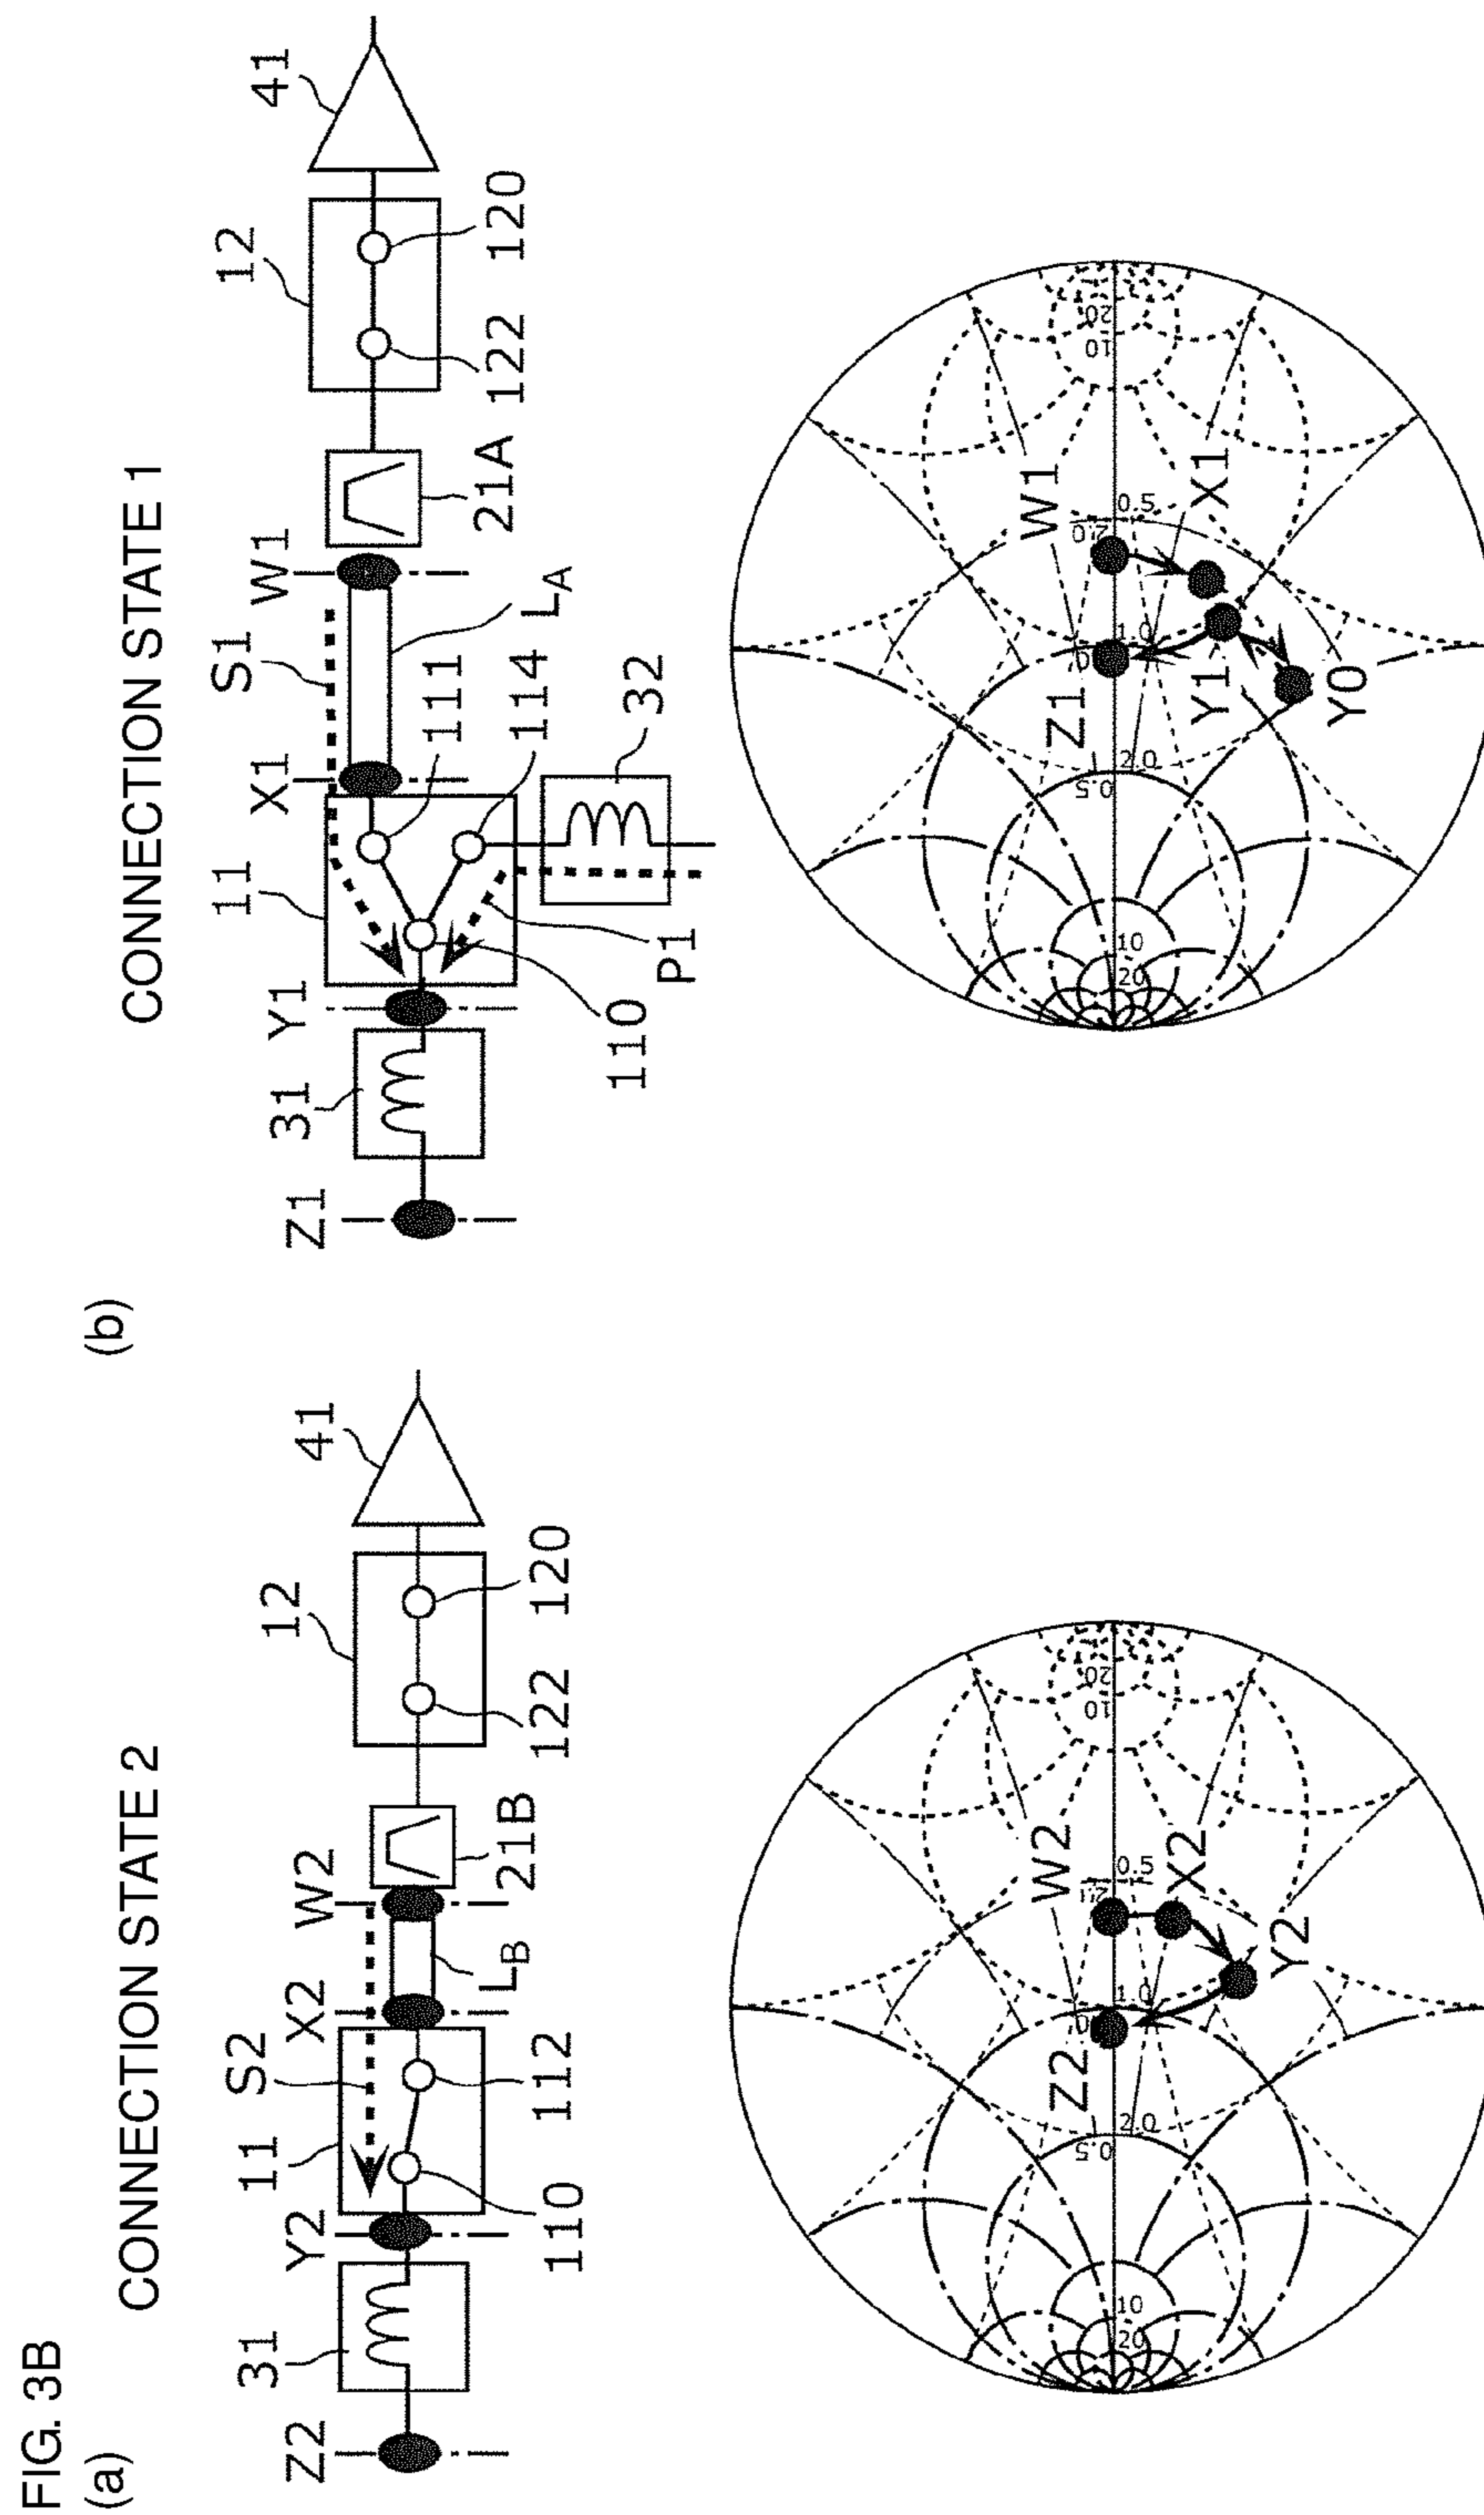 FIG. 3B
(a)
CONNECTION STATE 2
Z2
31
Y2
11
S2
X2
W2
12
41
110
112
LB
21B
122
120
W2
X2
Y2
Z2
20
10
0.5
1.0
2.0
0.5
10
20
(b)
CONNECTION STATE 1
Z1
31
Y1
11
X1
S1
W1
12
41
110
P1
111
114
32
LA
21A
122
120
W1
X1
Y1
Y0
Z1
20
10
0.5
2.0
1.0
2.0
0.5
10
20